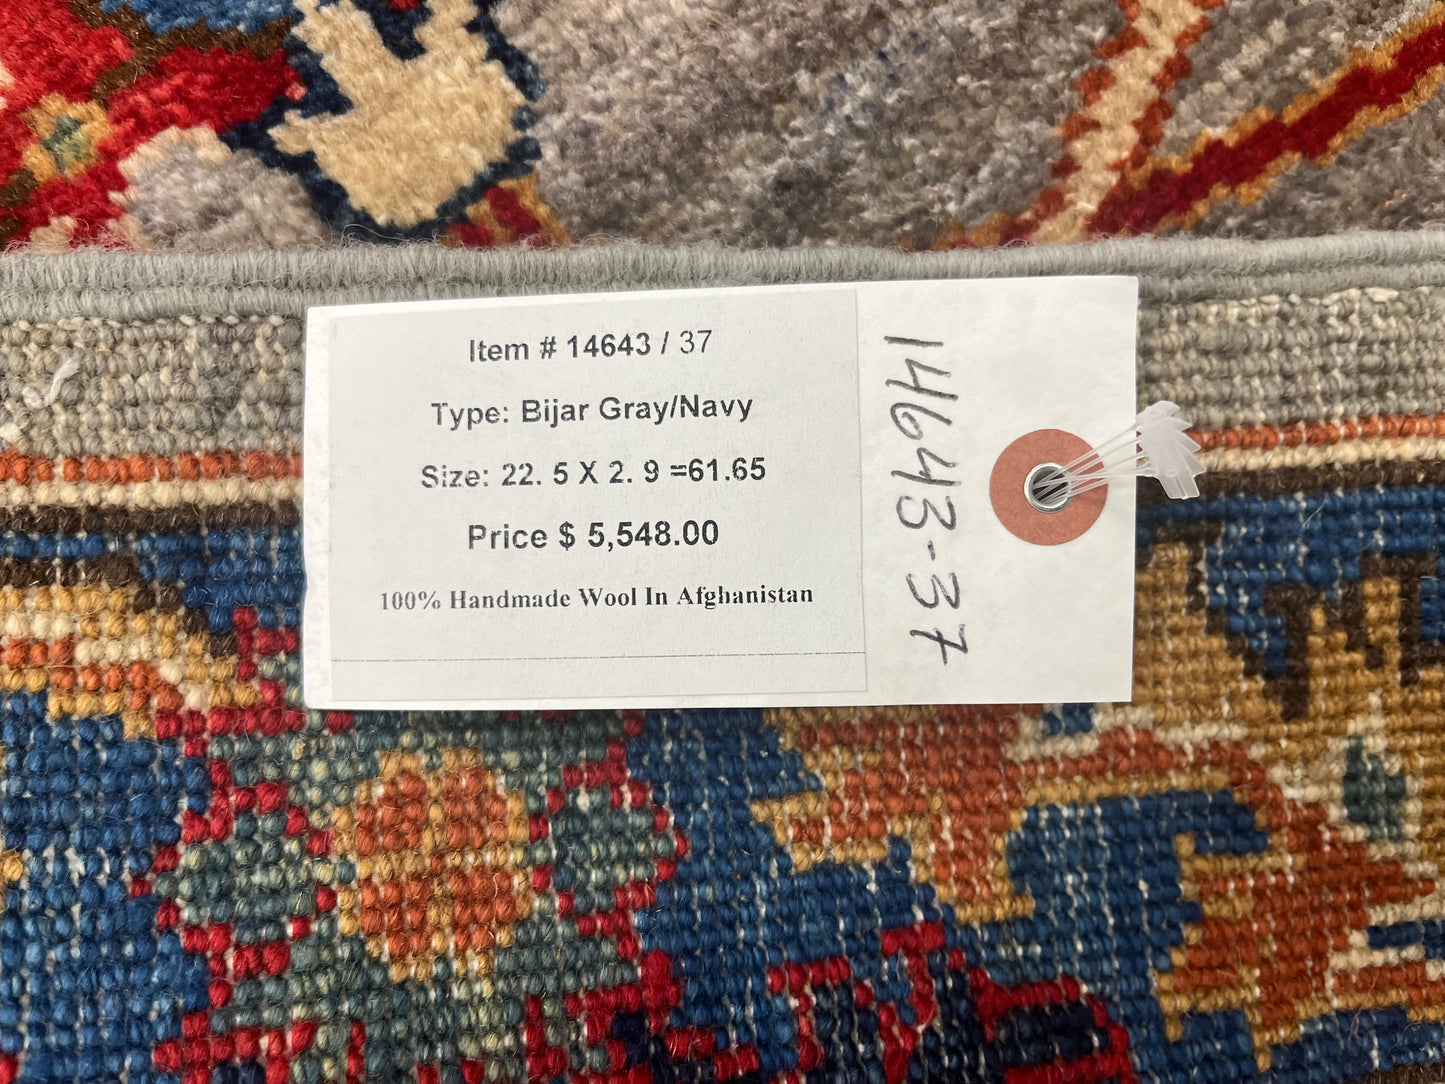 Item # 14643 / 37
Type: Bijar Gray/Navy
Size: 22. 5 X 2. 9 =61.65
Price $ 5,548.00
100% Handmade Wool In Afghanistan
14643-37